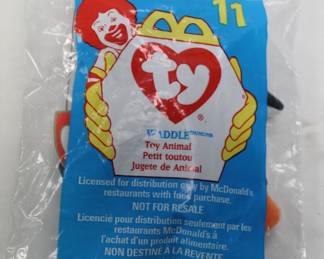 11
ty
®
WADDLE™
Toy Animal
Petit toutou
Jugete de Animal
Licensed for distribution only by McDonald's
restaurants with food purchase.
NOT FOR RESALE
Licencié pour distribution seulement par les
restaurants McDonald's à
l'achat d'un produit alimentaire.
NON DESTINÉ À LA REVENTE